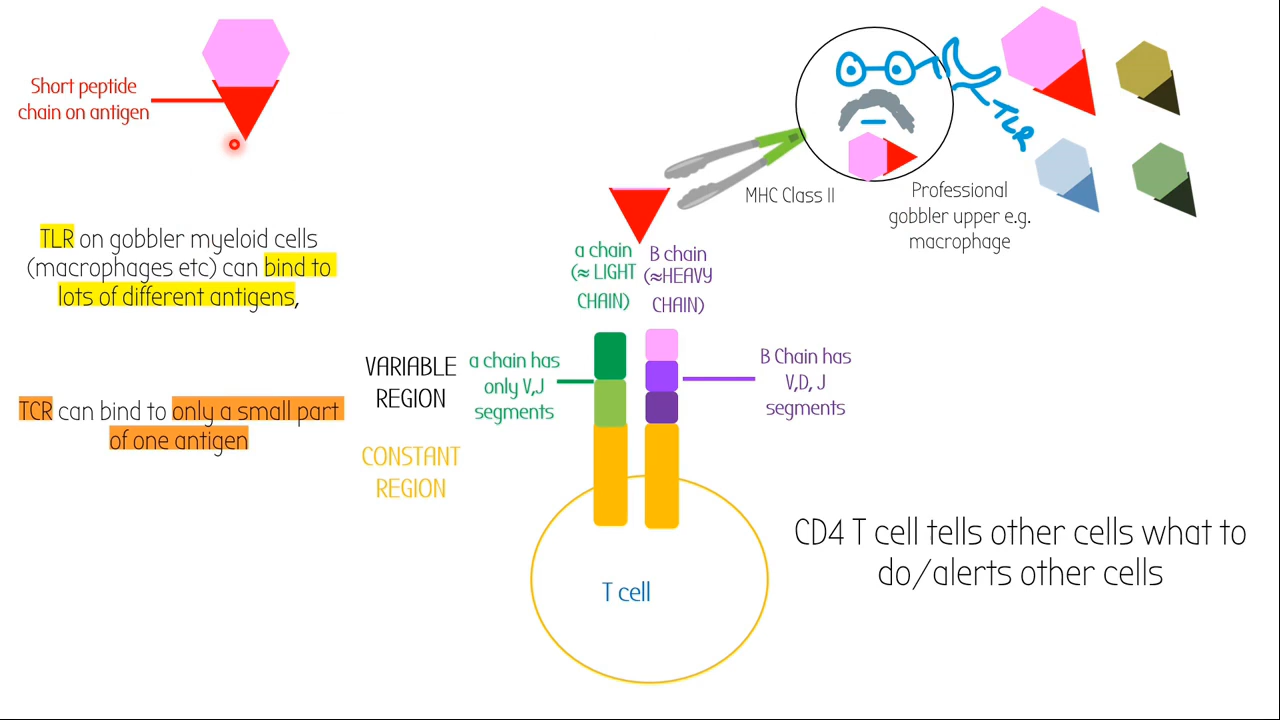 Short peptide
chain on antigen
TLR
MHC Class II
Professional
gobbler upper e.g.
macrophage
TLR on gobbler myeloid cells
(macrophages etc) can bind to
lots of different antigens,
a chain
(≈ LIGHT
CHAIN)
B chain
(≈HEAVY
CHAIN)
VARIABLE
REGION
a chain has
only V,J
segments
B Chain has
V,D, J
segments
TCR can bind to only a small part
of one antigen
CONSTANT
REGION
CD4 T cell tells other cells what to
do/alerts other cells
T cell